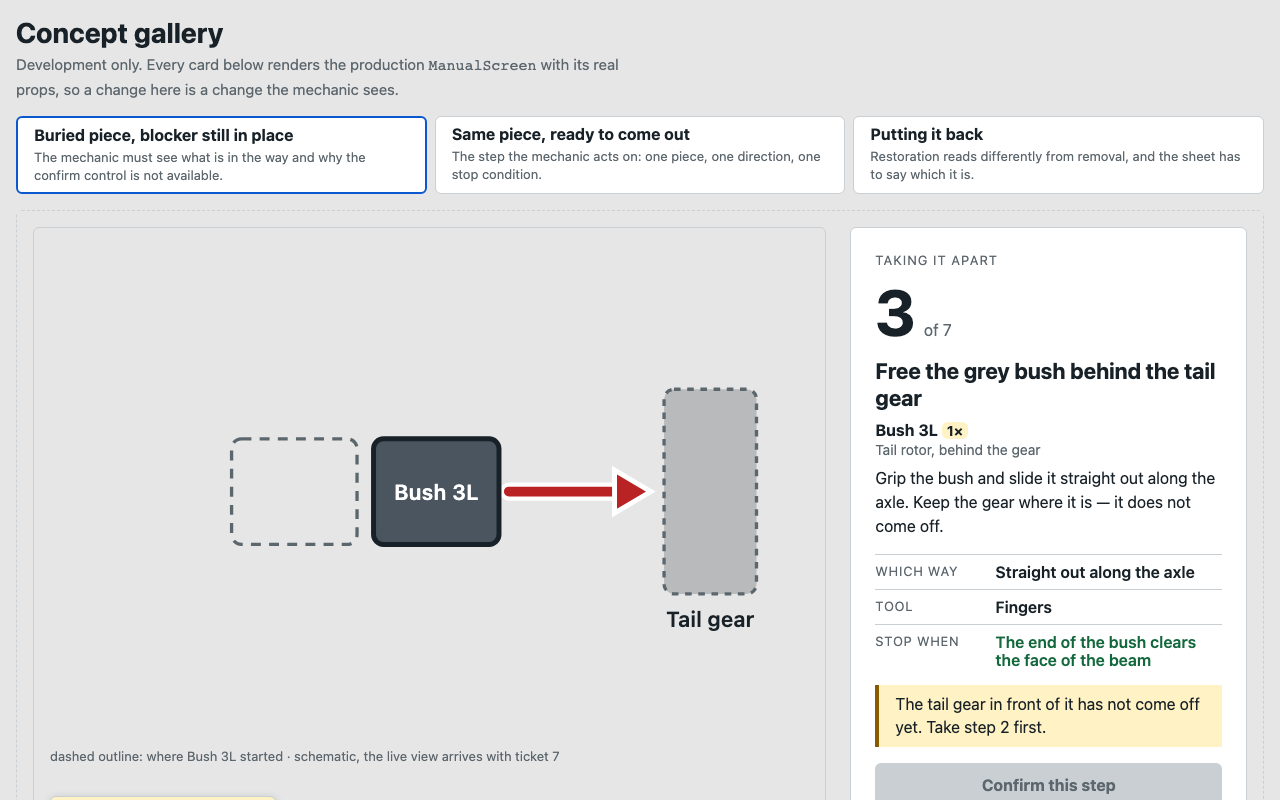 Concept gallery
Development only. Every card below renders the production ManualScreen with its real
props, so a change here is a change the mechanic sees.
Buried piece, blocker still in place
The mechanic must see what is in the way and why the
confirm control is not available.
Same piece, ready to come out
The step the mechanic acts on: one piece, one direction, one
stop condition.
Putting it back
Restoration reads differently from removal, and the sheet has
to say which it is.
Bush 3L
Tail gear
dashed outline: where Bush 3L started · schematic, the live view arrives with ticket 7
TAKING IT APART
3 of 7
Free the grey bush behind the tail
gear
Bush 3L 1×
Tail rotor, behind the gear
Grip the bush and slide it straight out along the
axle. Keep the gear where it is — it does not
come off.
WHICH WAY Straight out along the axle
TOOL Fingers
STOP WHEN The end of the bush clears
the face of the beam
The tail gear in front of it has not come off
yet. Take step 2 first.
Confirm this step